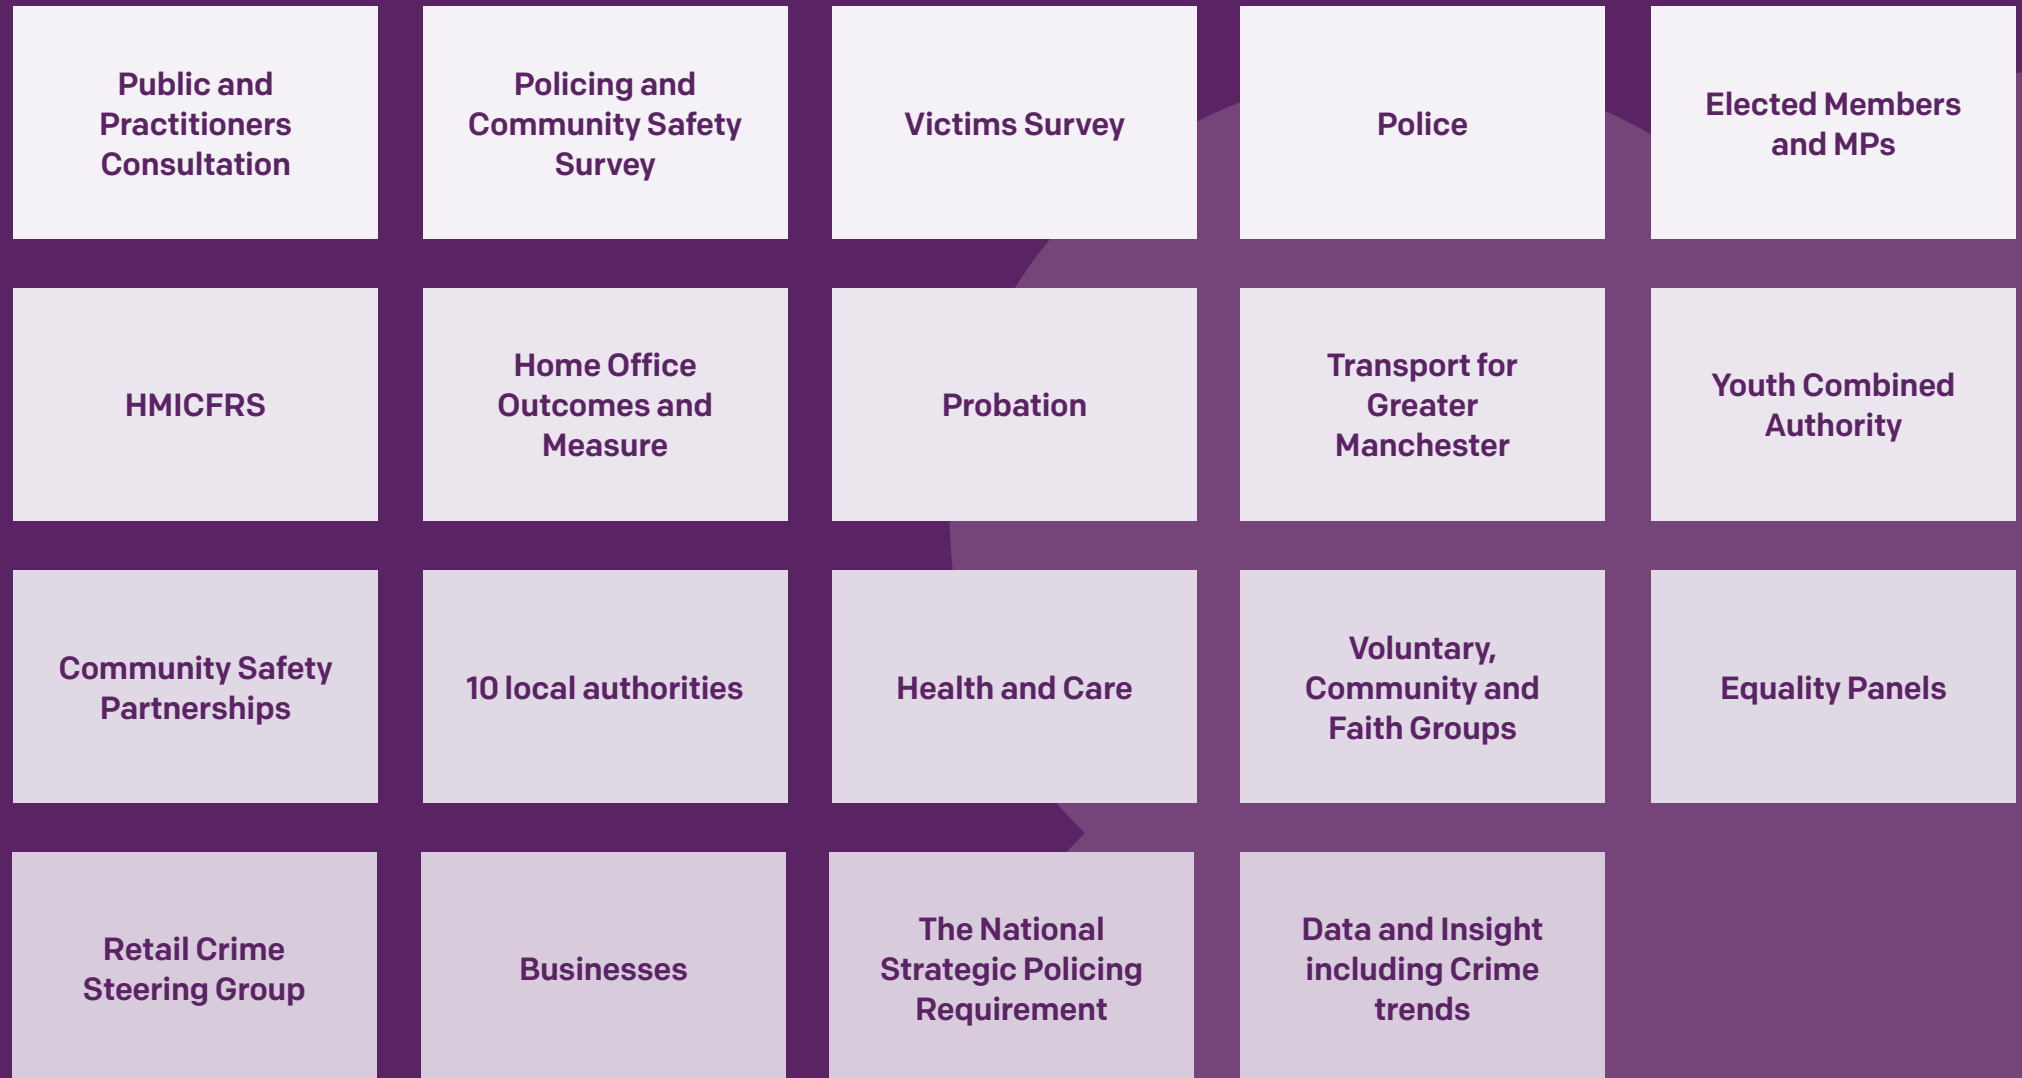 Public and
Practitioners
Consultation
Policing and
Community Safety
Survey
Victims Survey
Police
Elected Members
and MPs
HMICFRS
Home Office
Outcomes and
Measure
Probation
Transport for
Greater
Manchester
Youth Combined
Authority
Community Safety
Partnerships
10 local authorities
Health and Care
Voluntary,
Community and
Faith Groups
Equality Panels
Retail Crime
Steering Group
Businesses
The National
Strategic Policing
Requirement
Data and Insight
including Crime
trends